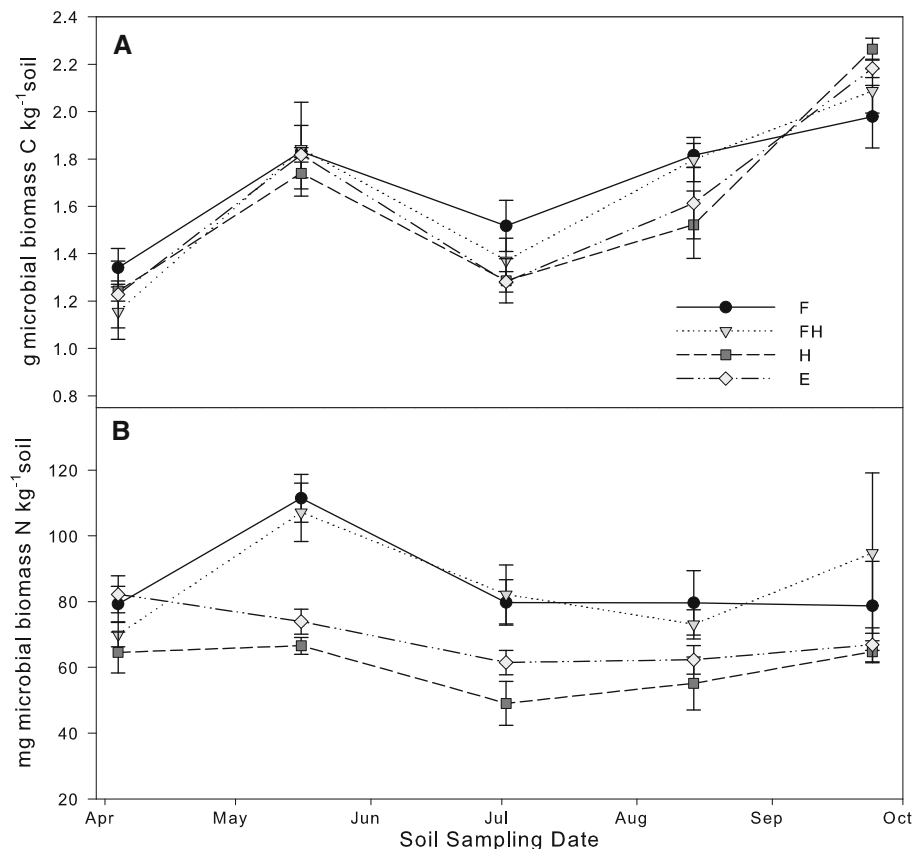 A
2.4
2.2
2.0
1.8
1.6
1.4
1.2
1.0
0.8
g microbial biomass C kg⁻¹soil
F
FH
H
E
B
120
100
80
60
40
20
mg microbial biomass N kg⁻¹soil
Apr May Jun Jul Aug Sep Oct
Soil Sampling Date